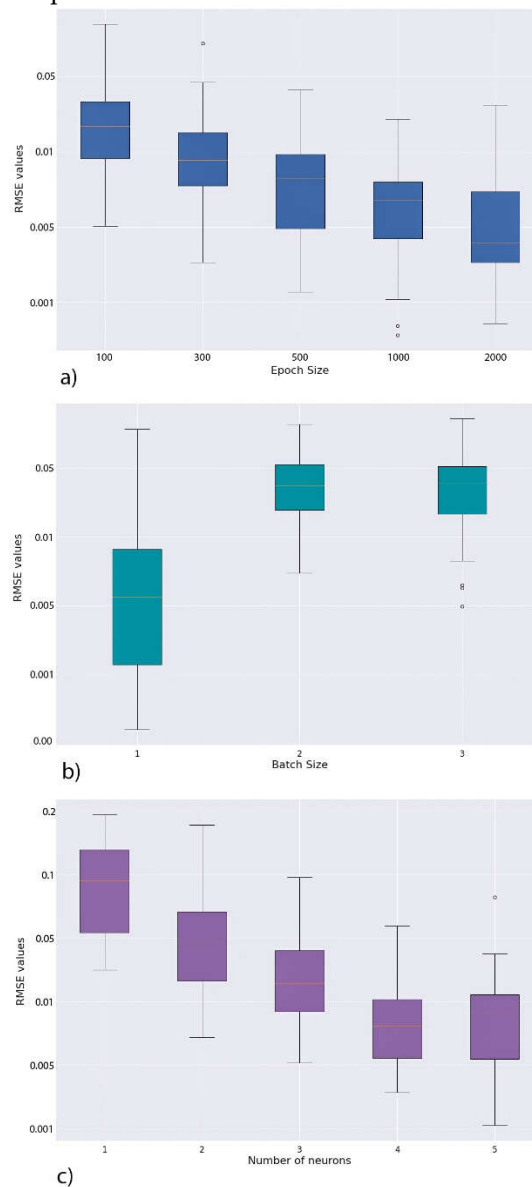 0.05
0.01
0.005
0.001
RMSE values
100 300 500 1000 2000
Epoch Size
a)
0.05
0.01
0.005
0.001
0.00
RMSE values
1 2 3
Batch Size
b)
0.2
0.1
0.05
0.01
0.005
0.001
RMSE values
1 2 3 4 5
Number of neurons
c)